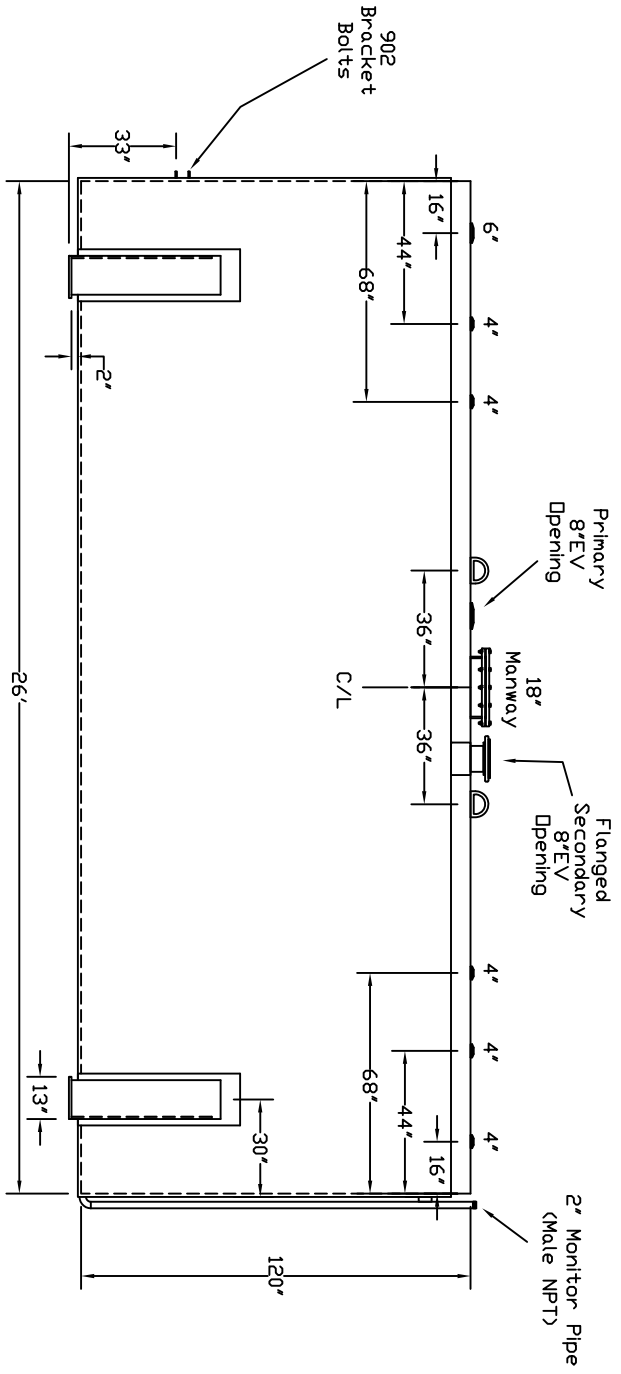 2" Monitor Pipe
(Male NPT)
Flanged
Secondary
8"EV
Opening
Primary
8"EV
Opening
18"
Manway
6"
4"
4"
4"
4"
4"
16"
44"
68"
36"
36"
C/L
68"
44"
16"
902
Bracket
Bolts
33"
2"
30"
13"
120"
26'